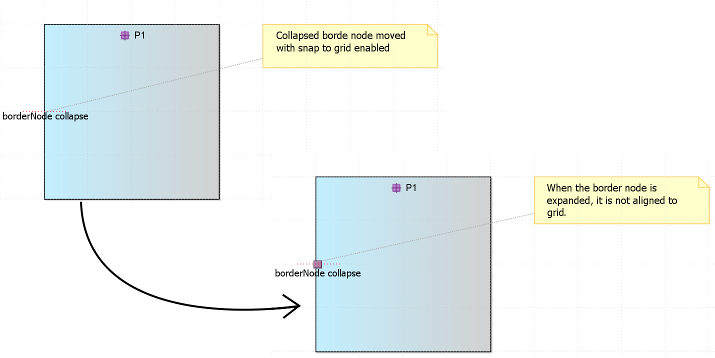 P1
Collapsed borde node moved
with snap to grid enabled
borderNode collapse
P1
When the border node is
expanded, it is not aligned to
grid.
borderNode collapse